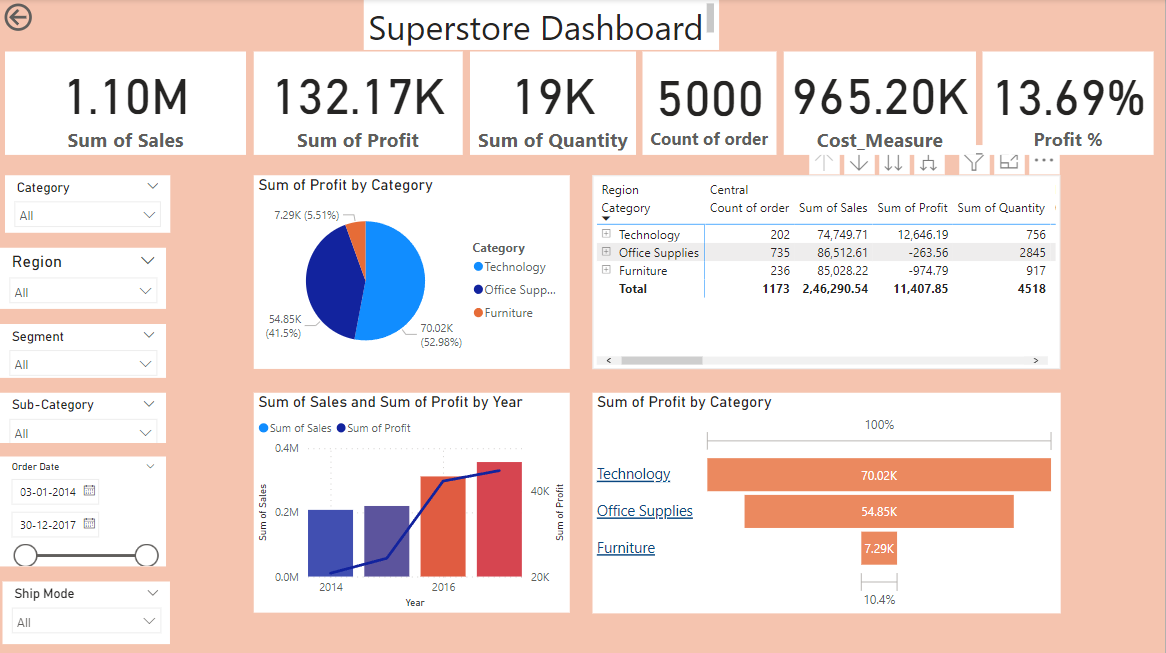 Superstore Dashboard
1.10M
Sum of Sales
132.17K
Sum of Profit
19K
Sum of Quantity
5000
Count of order
965.20K
Cost_Measure
13.69%
Profit %
Category
All
Region
All
Segment
All
Sub-Category
All
Order Date
03-01-2014
30-12-2017
Ship Mode
All
Sum of Profit by Category
7.29K (5.51%)
54.85K
(41.5%)
70.02K
(52.98%)
Category
Technology
Office Supp...
Furniture
Region Central
Category Count of order Sum of Sales Sum of Profit Sum of Quantity
Technology 202 74,749.71 12,646.19 756
Office Supplies 735 86,512.61 -263.56 2845
Furniture 236 85,028.22 -974.79 917
Total 1173 2,46,290.54 11,407.85 4518
Sum of Sales and Sum of Profit by Year
Sum of Sales Sum of Profit
0.4M
0.2M
0.0M
Sum of Sales
40K
20K
Sum of Profit
2014 2016
Year
Sum of Profit by Category
100%
Technology 70.02K
Office Supplies 54.85K
Furniture 7.29K
10.4%